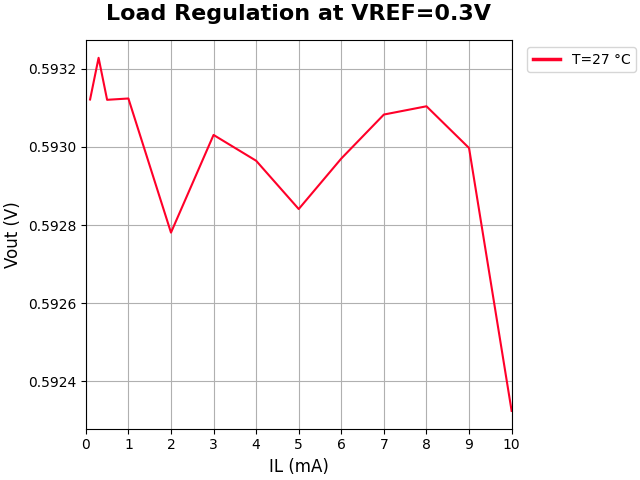 Load Regulation at VREF=0.3V
T=27 °C
Vout (V)
0.5932
0.5930
0.5928
0.5926
0.5924
0 1 2 3 4 5 6 7 8 9 10
IL (mA)